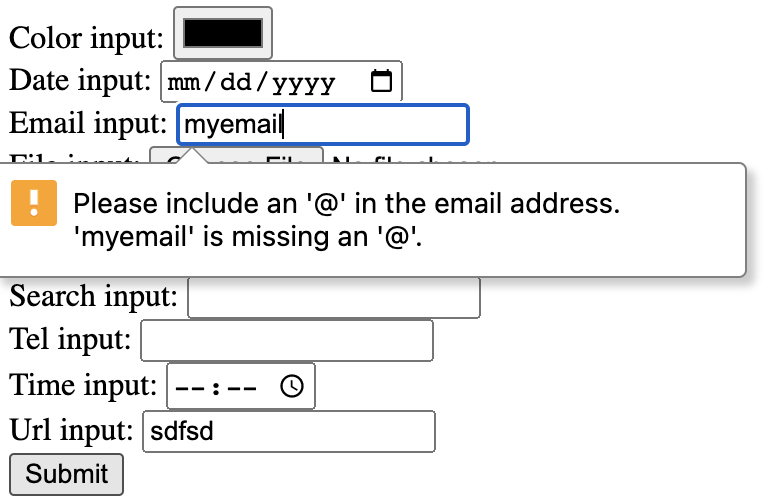 Color input:
Date input: mm/dd/yyyy
Email input: myemail
Please include an '@' in the email address.
'myemail' is missing an '@'.
Search input:
Tel input:
Time input: --:--
Url input: sdfsd
Submit